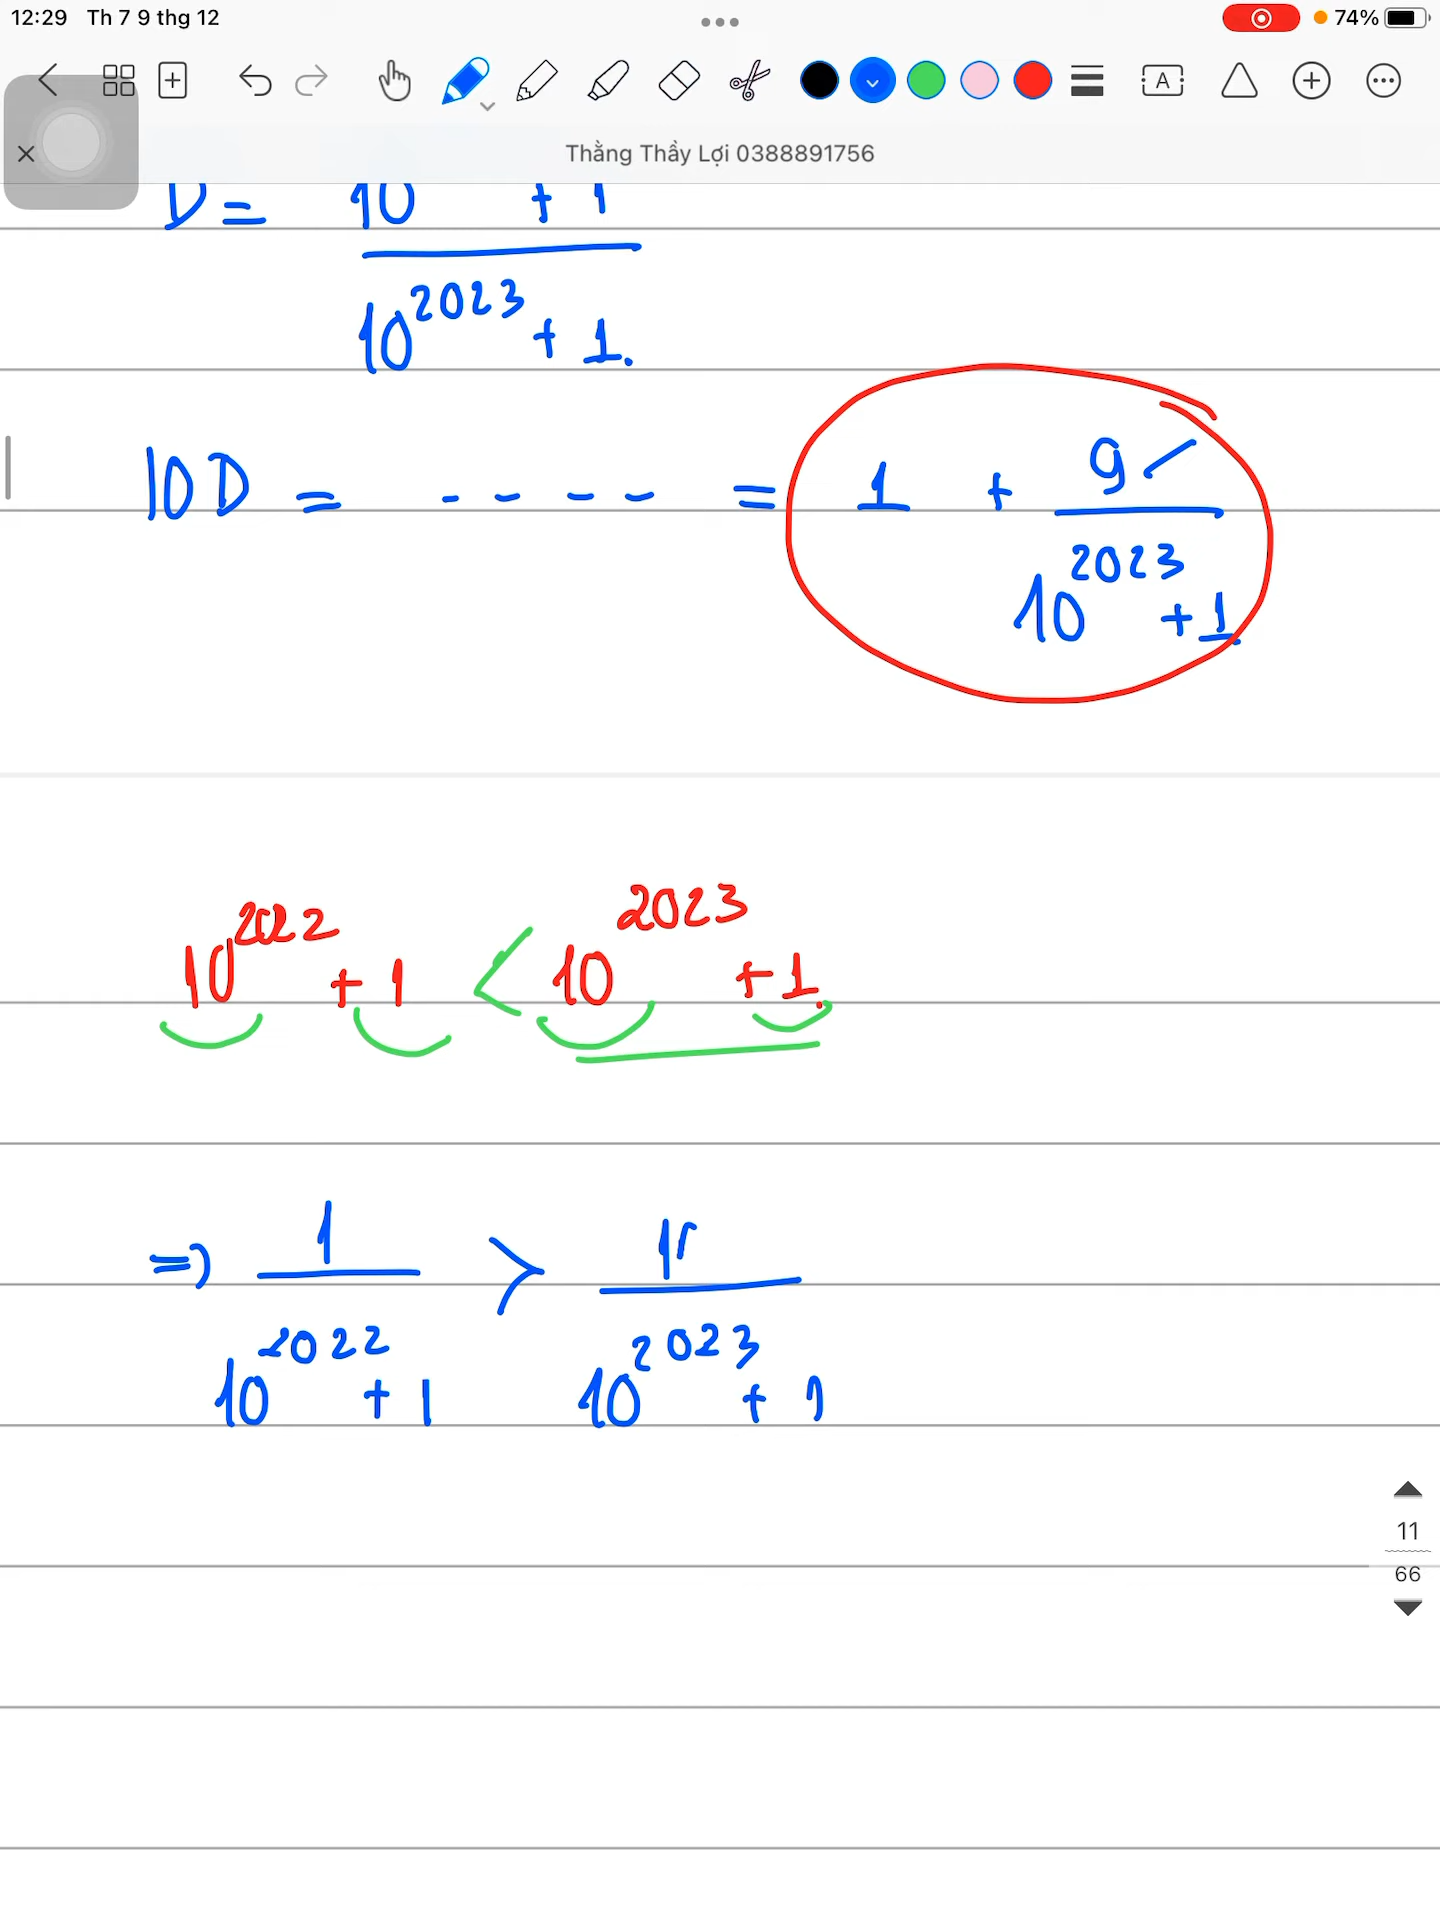 12:29 Th 7 9 thg 12 74%
A
Thằng Thầy Lợi 0388891756
D = 10 + 1
10^2023 + 1.
10D = - - - - = 1 + 9
10^2023 + 1
10^2022 + 1 < 10^2023 + 1.
=> 1 > 1
10^2022 + 1 10^2023 + 1
11
66